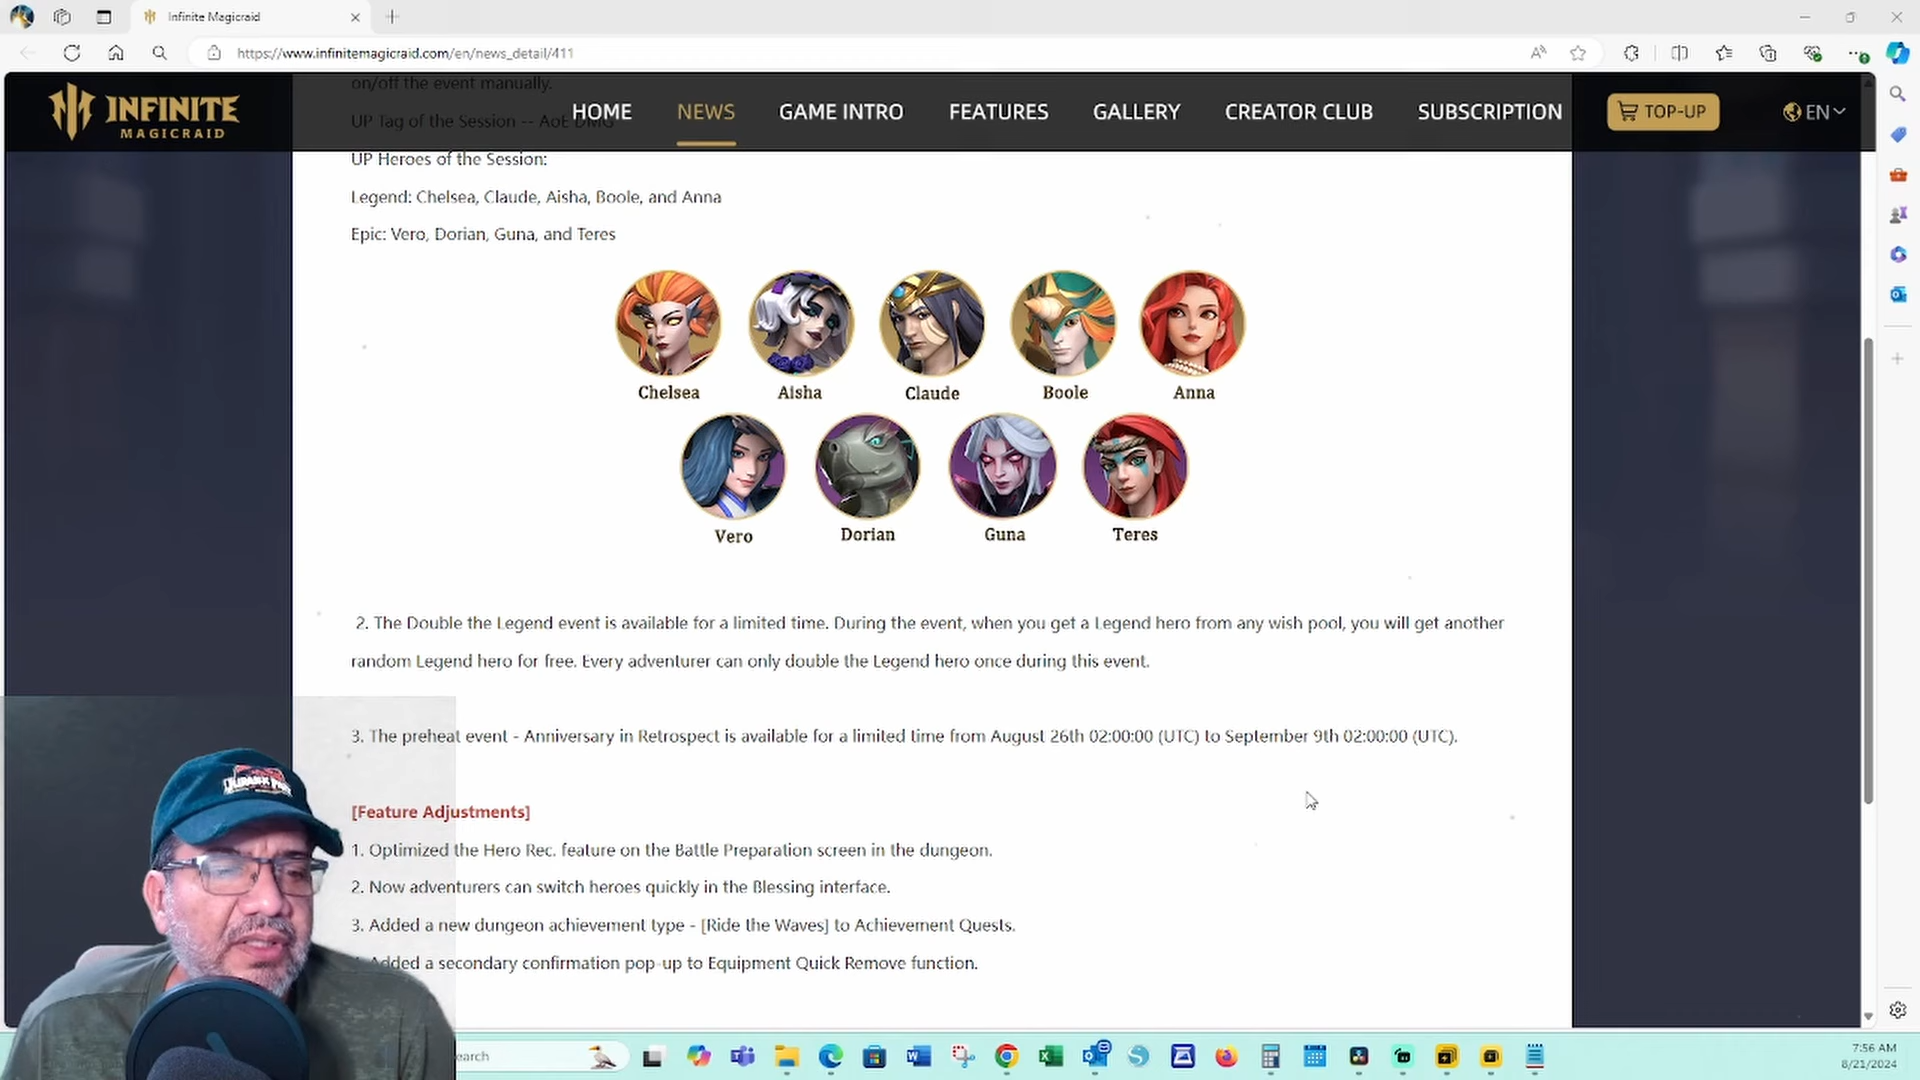 Infinite Magicraid
https://www.infinitemagicraid.com/en/news_detail/411
on/off the event manually.
INFINITE
MAGICRAID
HOME
NEWS
GAME INTRO
FEATURES
GALLERY
CREATOR CLUB
SUBSCRIPTION
TOP-UP
EN
UP Tag of the Session -- AoE DMG
UP Heroes of the Session:
Legend: Chelsea, Claude, Aisha, Boole, and Anna
Epic: Vero, Dorian, Guna, and Teres
Chelsea
Aisha
Claude
Boole
Anna
Vero
Dorian
Guna
Teres
2. The Double the Legend event is available for a limited time. During the event, when you get a Legend hero from any wish pool, you will get another
random Legend hero for free. Every adventurer can only double the Legend hero once during this event.
3. The preheat event - Anniversary in Retrospect is available for a limited time from August 26th 02:00:00 (UTC) to September 9th 02:00:00 (UTC).
[Feature Adjustments]
1. Optimized the Hero Rec. feature on the Battle Preparation screen in the dungeon.
2. Now adventurers can switch heroes quickly in the Blessing interface.
3. Added a new dungeon achievement type - [Ride the Waves] to Achievement Quests.
Added a secondary confirmation pop-up to Equipment Quick Remove function.
earch
7:56 AM
8/21/2024